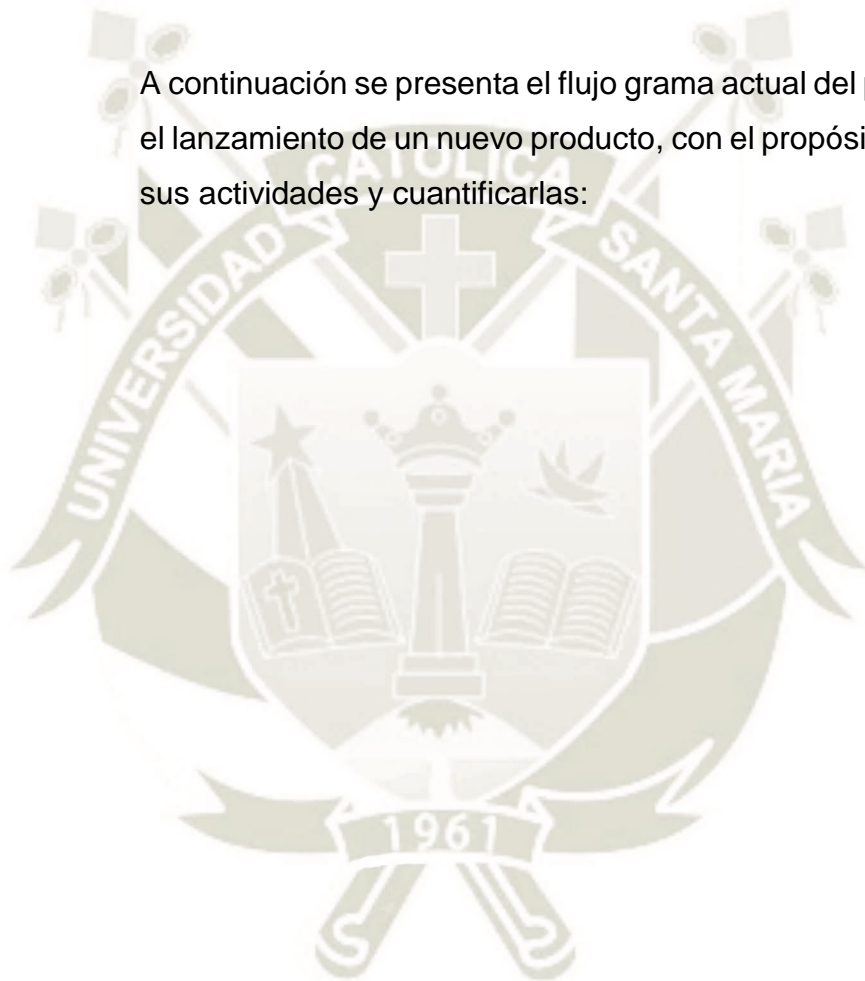 A continuación se presenta el flujo grama actual del
el lanzamiento de un nuevo producto, con el
sus actividades y cuantificarlas:
CATOLICA
UNIVERSIDAD
SANTA MARIA
1961